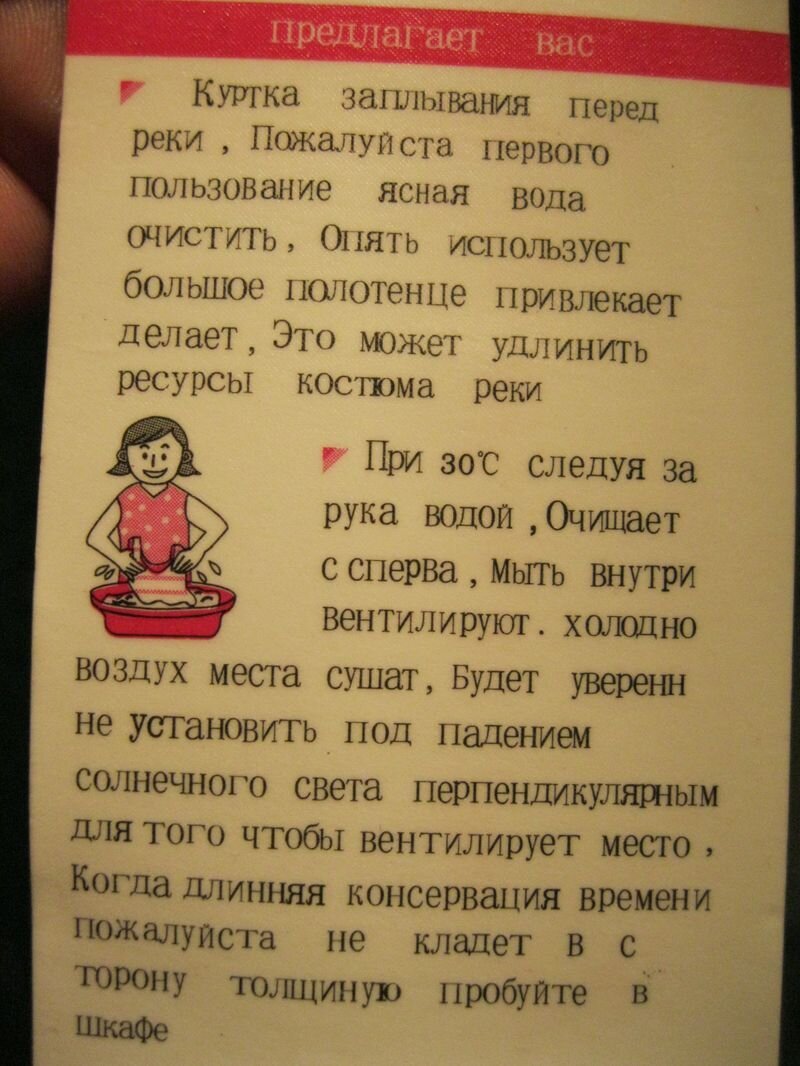 предлагает вас
Куртка заплывания перед
реки , Пожалуйста первого
пользование ясная вода
очистить, Опять использует
большое полотенце привлекает
делает, Это может удлинить
ресурсы костюма реки
При 30℃ следуя за
рука водой ,Очищает
с сперва , мыть внутри
вентилируют. холодно
воздух места сушат, Будет уверенн
не установить под падением
солнечного света перпендикулярным
для того чтобы вентилирует место ,
Когда длинняя консервация времени
пожалуйста не кладет в с
торону толщиную пробуйте в
шкафе